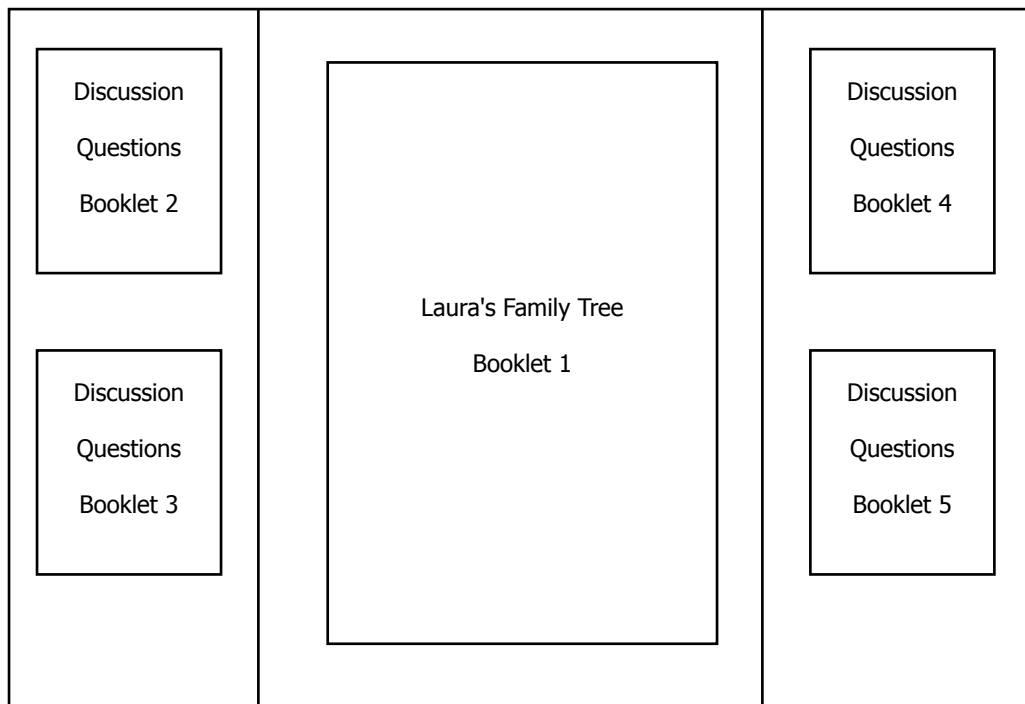 Discussion
Questions
Booklet 2
Discussion
Questions
Booklet 3
Laura's Family Tree
Booklet 1
Discussion
Questions
Booklet 4
Discussion
Questions
Booklet 5